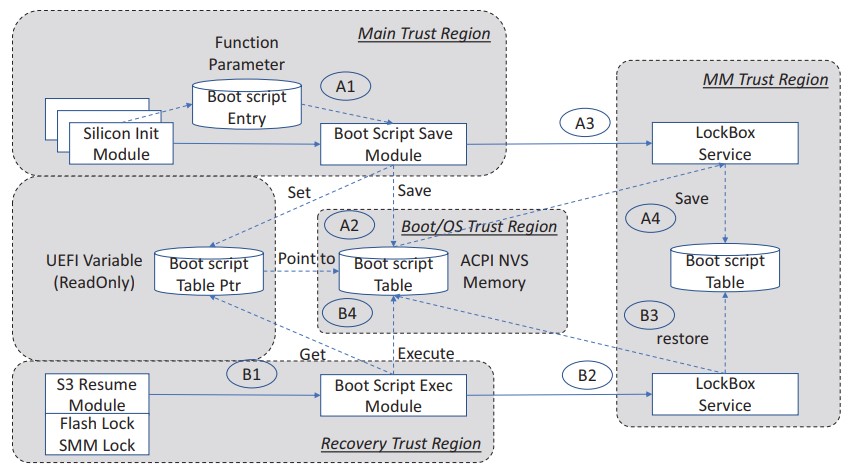 Main Trust Region
Function
Parameter
A1
Boot script
Entry
Silicon Init
Module
Boot Script Save
Module
A3
MM Trust Region
LockBox
Service
Set
Save
A2
Boot/OS Trust Region
Save
A4
UEFI Variable
(ReadOnly)
Boot script
Table Ptr
Point to
Boot script
Table
ACPI NVS
Memory
Boot script
Table
B4
B3
restore
Get
Execute
B1
B2
S3 Resume
Module
Flash Lock
SMM Lock
Boot Script Exec
Module
LockBox
Service
Recovery Trust Region